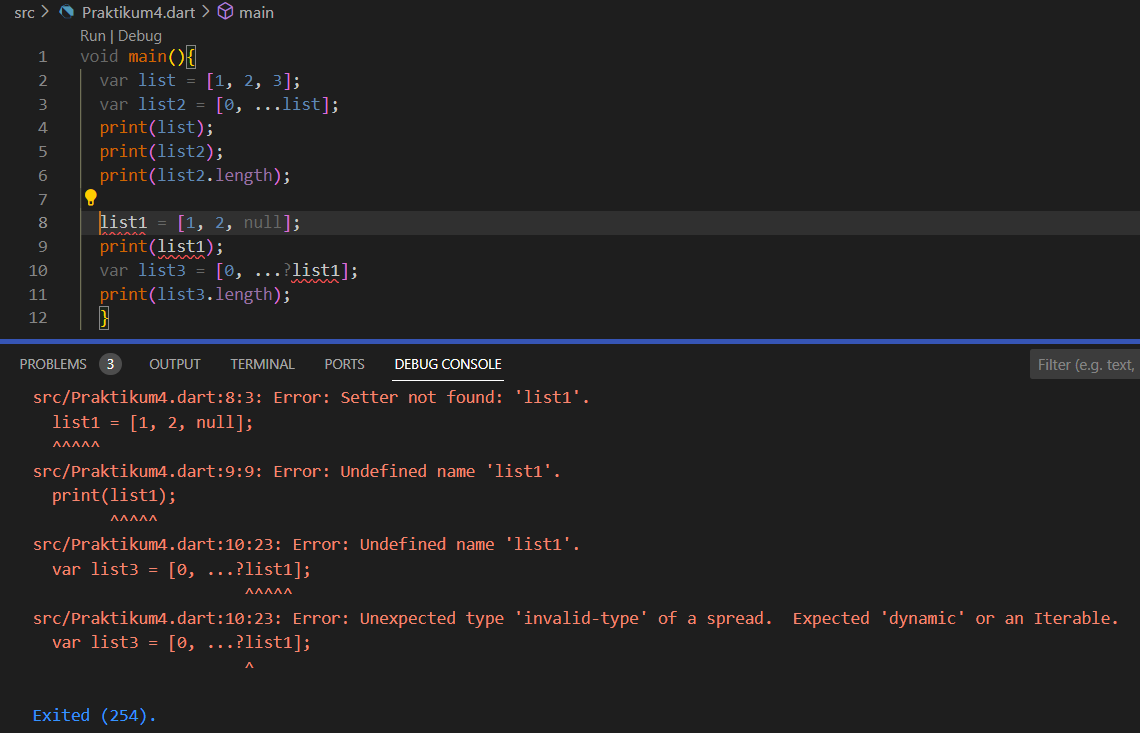 src > Praktikum4.dart > main
Run | Debug
1 void main(){
2 var list = [1, 2, 3];
3 var list2 = [0, ...list];
4 print(list);
5 print(list2);
6 print(list2.length);
7
8 list1 = [1, 2, null];
9 print(list1);
10 var list3 = [0, ...?list1];
11 print(list3.length);
12 }
PROBLEMS 3 OUTPUT TERMINAL PORTS DEBUG CONSOLE Filter (e.g. text,
src/Praktikum4.dart:8:3: Error: Setter not found: 'list1'.
list1 = [1, 2, null];
^^^^^
src/Praktikum4.dart:9:9: Error: Undefined name 'list1'.
print(list1);
^^^^^
src/Praktikum4.dart:10:23: Error: Undefined name 'list1'.
var list3 = [0, ...?list1];
^^^^^
src/Praktikum4.dart:10:23: Error: Unexpected type 'invalid-type' of a spread.  Expected 'dynamic' or an Iterable.
var list3 = [0, ...?list1];
^
Exited (254).